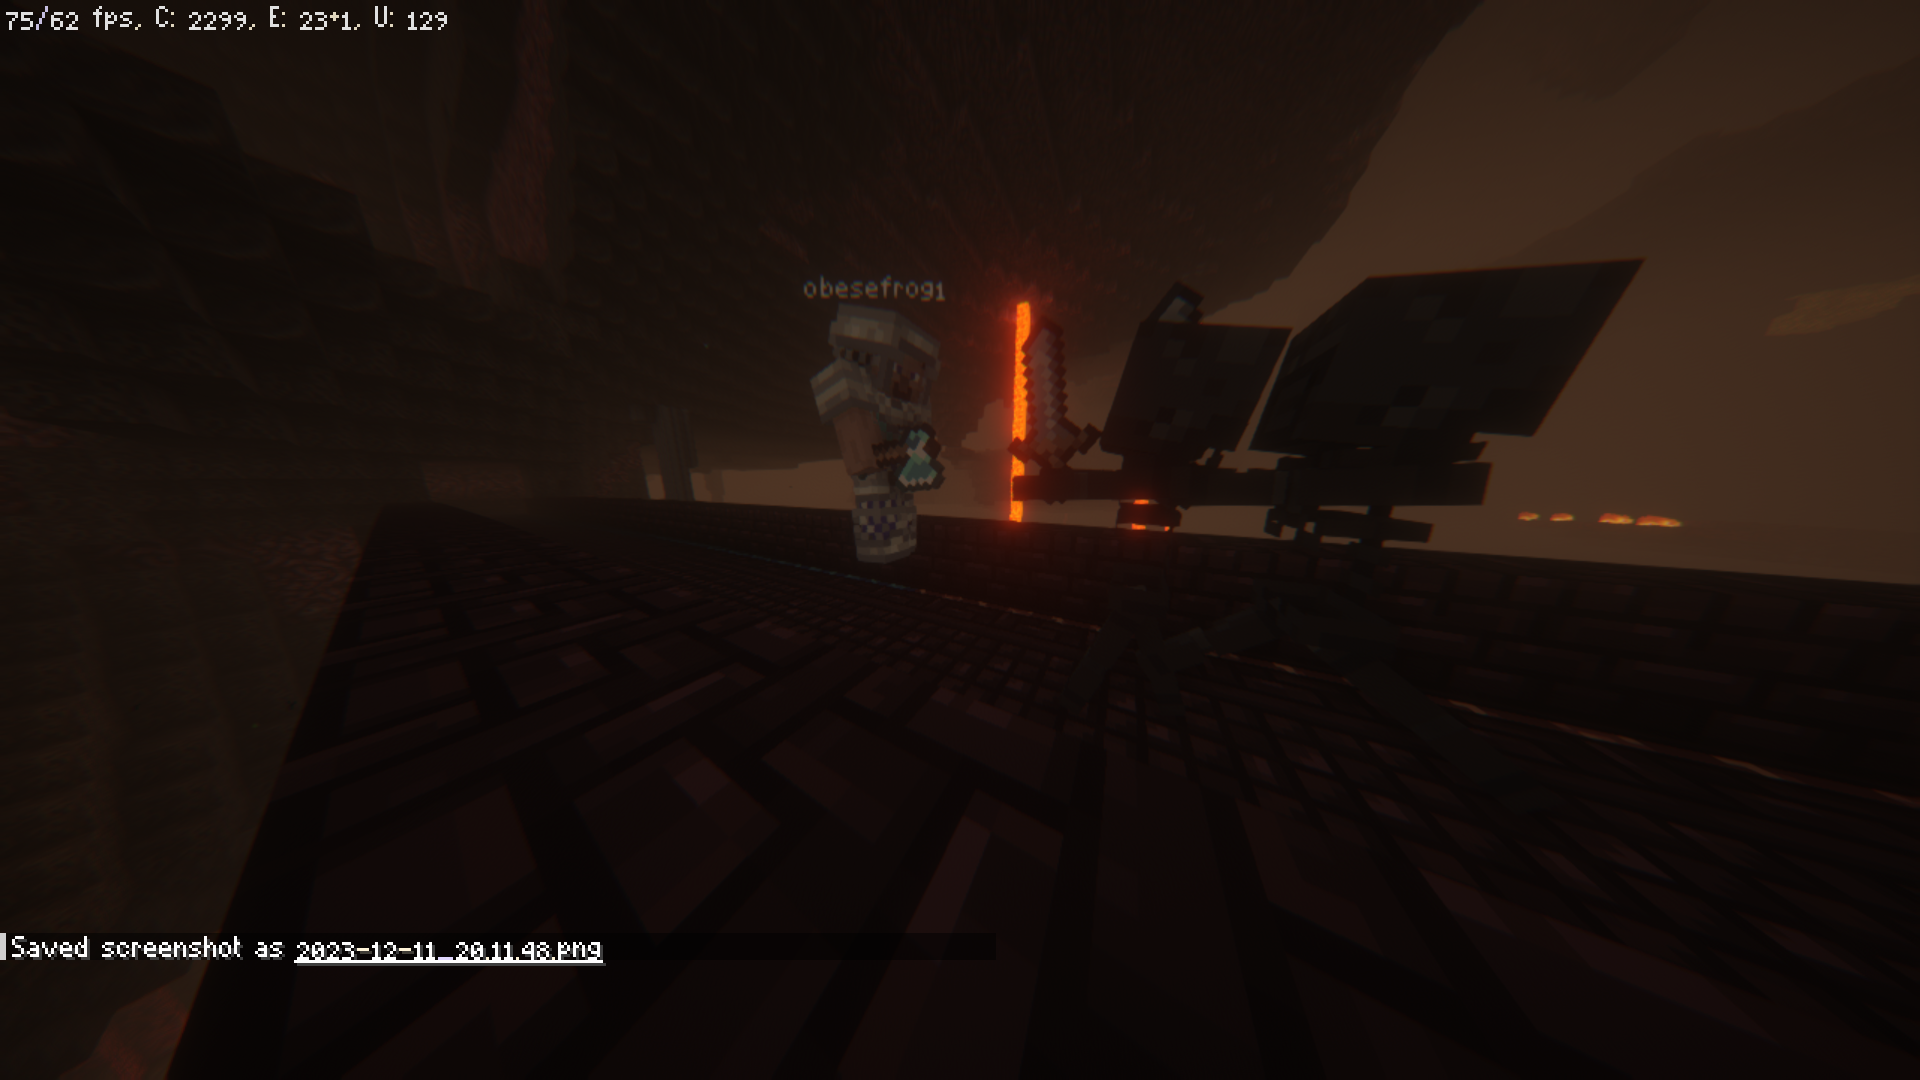 75/62 fps, C: 2299, E: 23+1, U: 129
obesefrog1
Saved screenshot as 2023-12-11_20.11.48.png